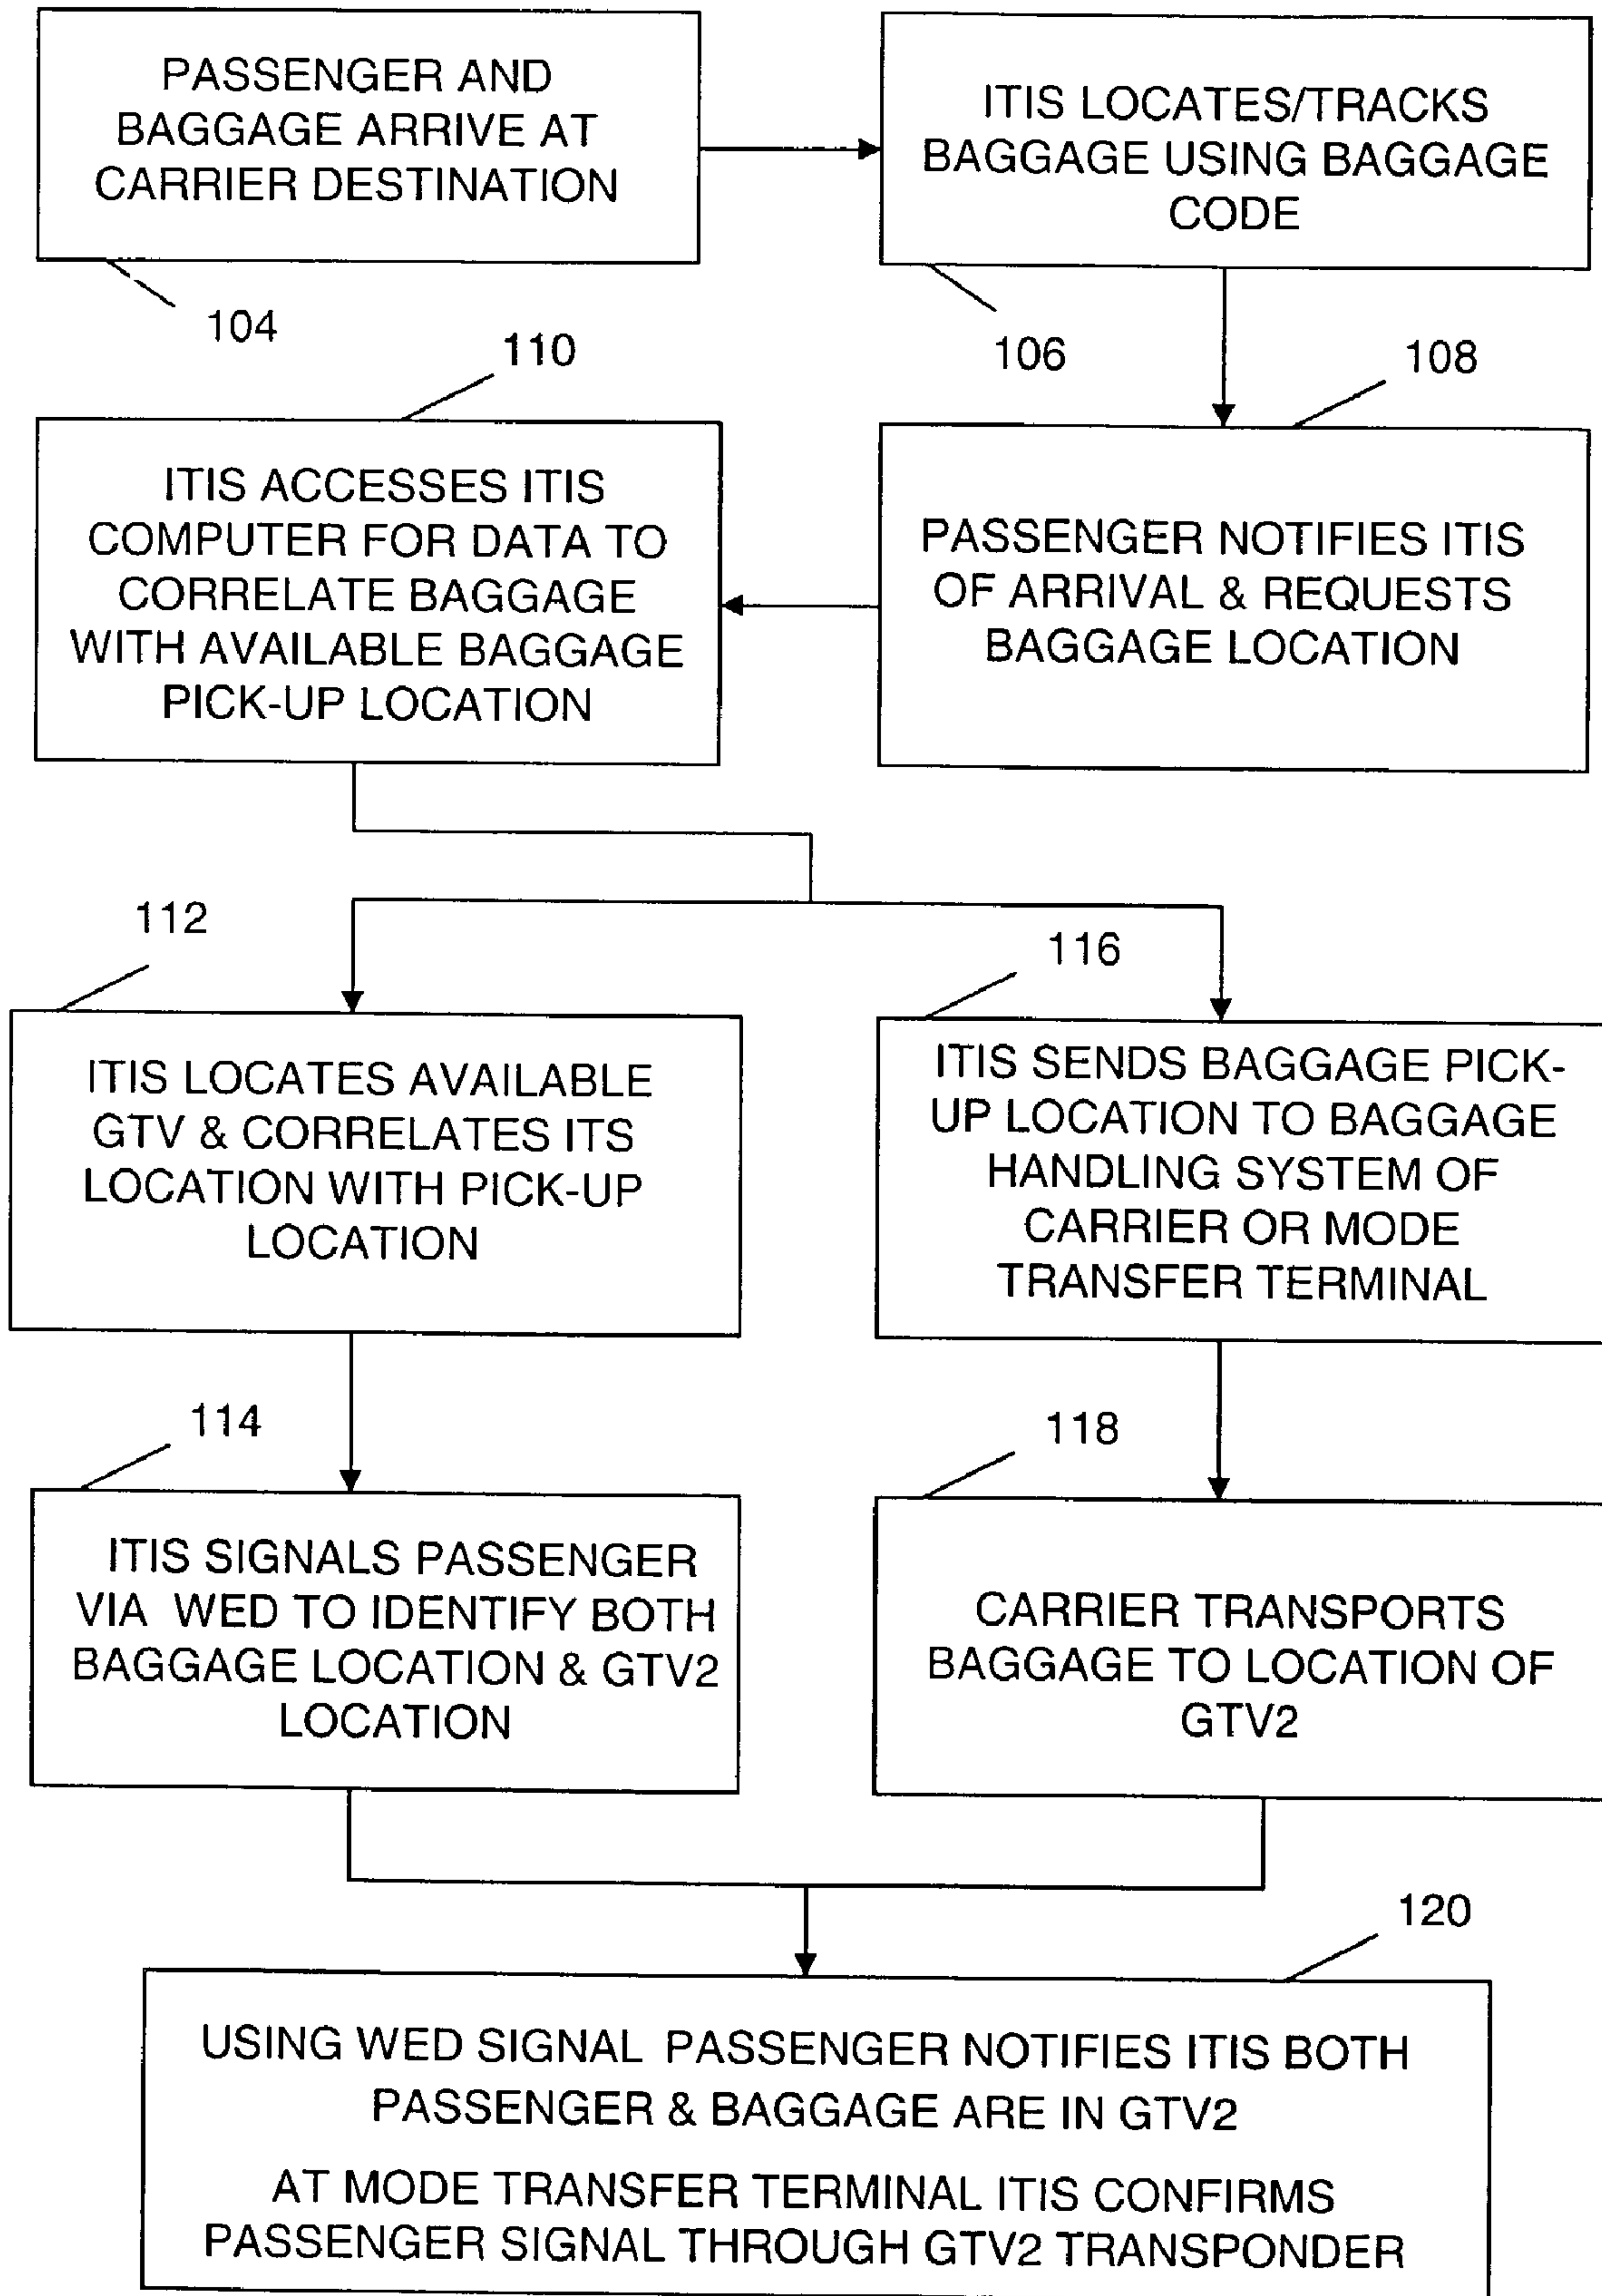 PASSENGER AND
BAGGAGE ARRIVE AT
CARRIER DESTINATION
104
ITIS LOCATES/TRACKS
BAGGAGE USING BAGGAGE
CODE
106
108
PASSENGER NOTIFIES ITIS
OF ARRIVAL & REQUESTS
BAGGAGE LOCATION
110
ITIS ACCESSES ITIS
COMPUTER FOR DATA TO
CORRELATE BAGGAGE
WITH AVAILABLE BAGGAGE
PICK-UP LOCATION
112
ITIS LOCATES AVAILABLE
GTV & CORRELATES ITS
LOCATION WITH PICK-UP
LOCATION
114
ITIS SIGNALS PASSENGER
VIA WED TO IDENTIFY BOTH
BAGGAGE LOCATION & GTV2
LOCATION
116
ITIS SENDS BAGGAGE PICK-
UP LOCATION TO BAGGAGE
HANDLING SYSTEM OF
CARRIER OR MODE
TRANSFER TERMINAL
118
CARRIER TRANSPORTS
BAGGAGE TO LOCATION OF
GTV2
120
USING WED SIGNAL PASSENGER NOTIFIES ITIS BOTH
PASSENGER & BAGGAGE ARE IN GTV2
AT MODE TRANSFER TERMINAL ITIS CONFIRMS
PASSENGER SIGNAL THROUGH GTV2 TRANSPONDER